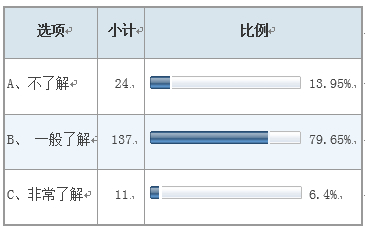 选项 小计 比例
A、不了解 24 13.95%
B、 一般了解 137 79.65%
C、非常了解 11 6.4%